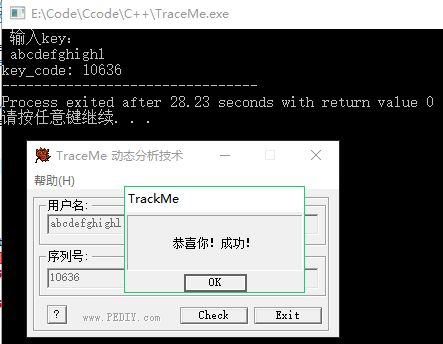 E:\Code\Ccode\C++\TraceMe.exe
输入key:
abcdefghighl
key_code: 10636
--------------------------------
Process exited after 23.23 seconds with return value 0
请按任意键继续. . .
TraceMe 动态分析技术
帮助(H)
用户名:
abcdefghighl
TrackMe
恭喜你！成功!
OK
序列号:
10636
? www.PEDIY.com Check Exit